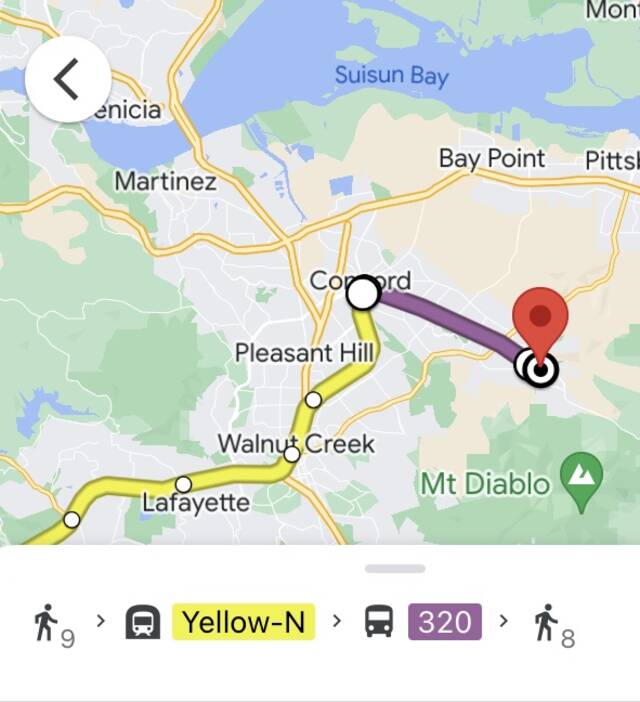 Mont
Suisun Bay
enicia
Bay Point
Pittsb
Martinez
Concord
Pleasant Hill
Walnut Creek
Mt Diablo
Lafayette
9 Yellow-N 320 8